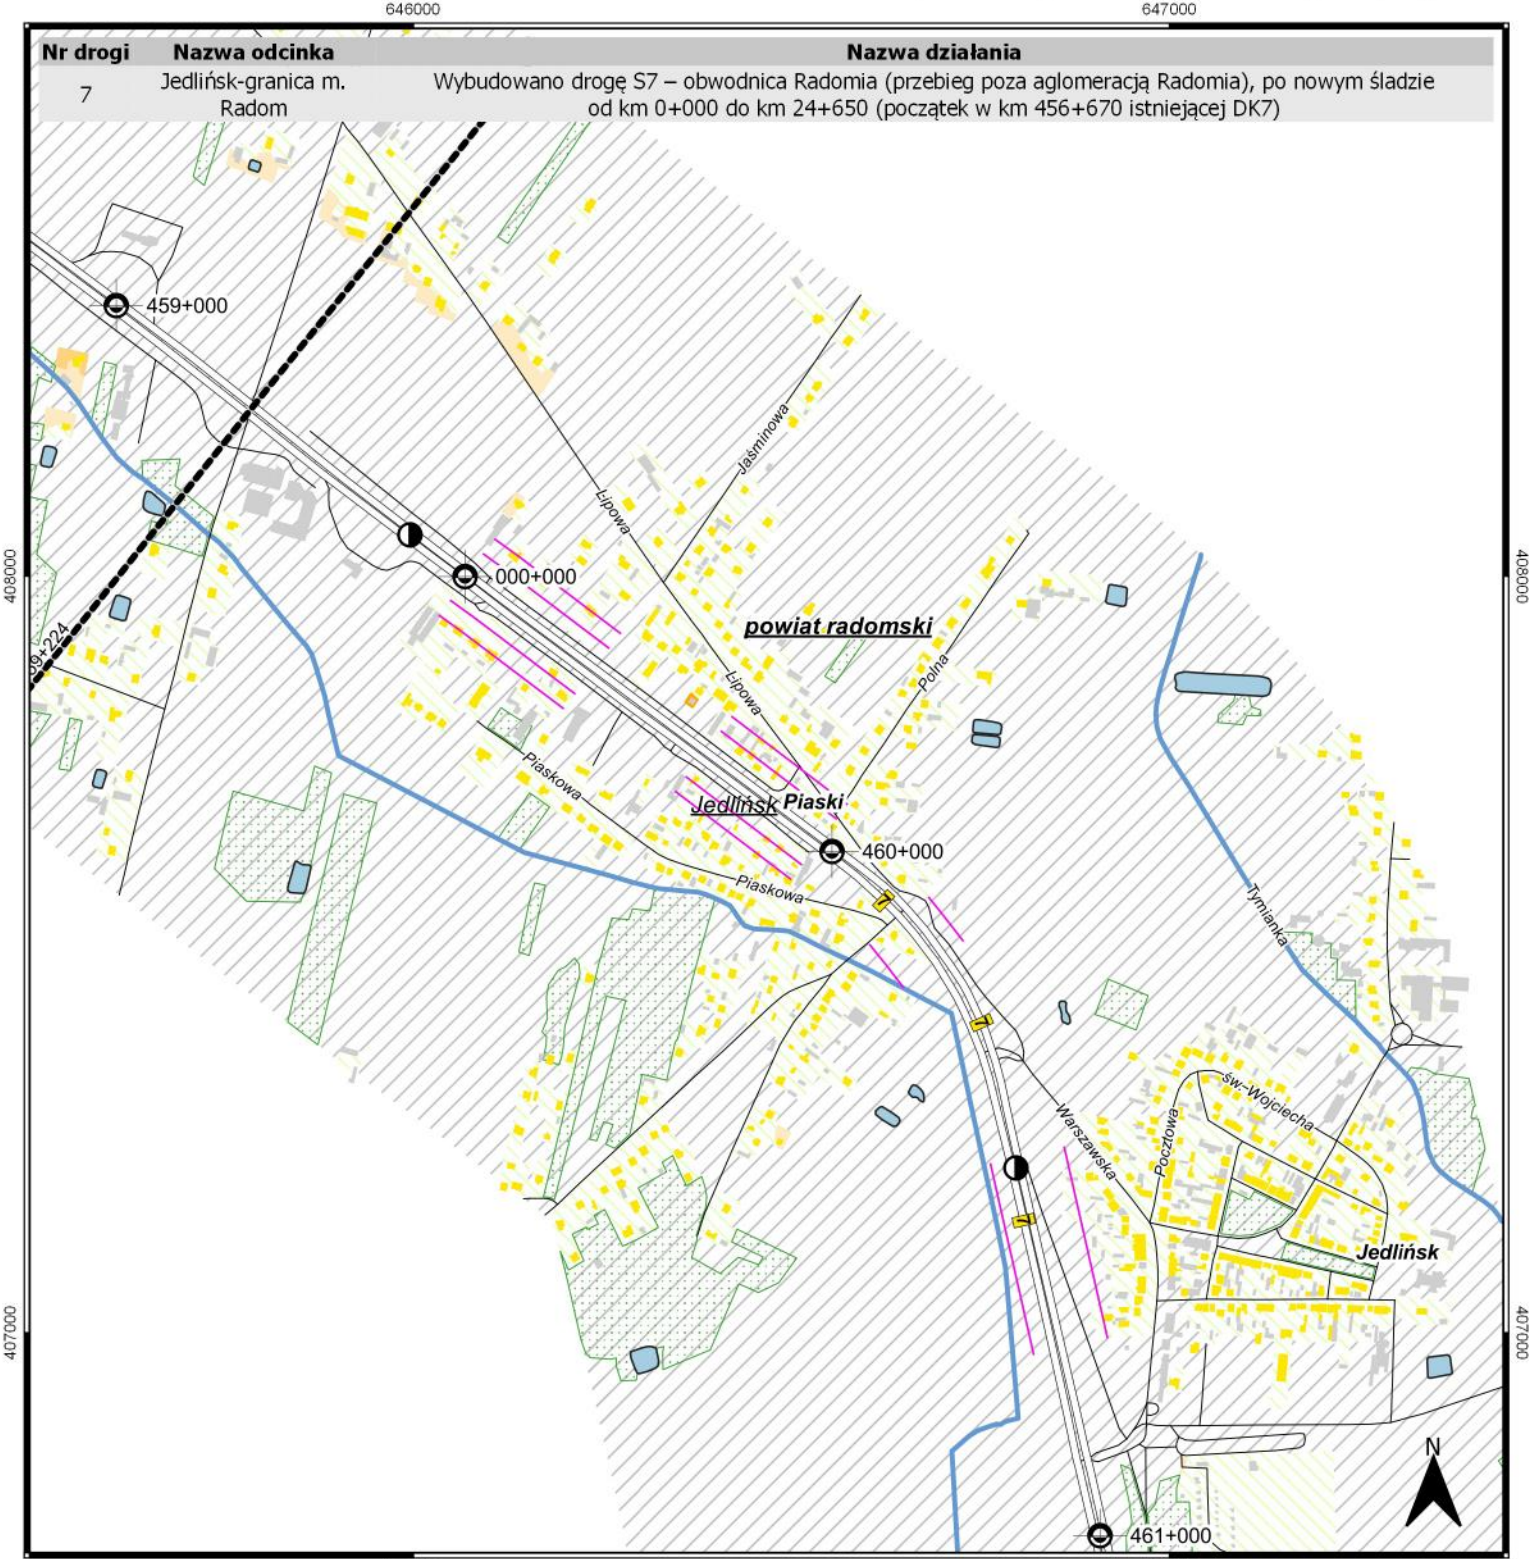 646000
647000
Nr drogi Nazwa odcinka Nazwa działania
7 Jedlińsk-granica m. Radom Wybudowano drogę S7 – obwodnica Radomia (przebieg poza aglomeracją Radomia), po nowym śladzie
od km 0+000 do km 24+650 (początek w km 456+670 istniejącej DK7)
459+000
Jaśminowa
Lipowa
408000
408000
000+000
powiat radomski
Polna
Lipowa
Piaskowa
Jedlińsk
Piaski
460+000
Piaskowa
7
Tymianka
7
św. Wojciecha
Warszawska
Pocztowa
7
Jedlińsk
407000
407000
N
461+000